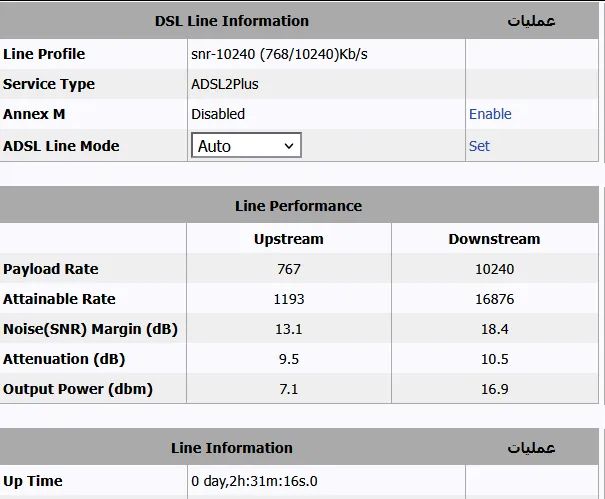 DSL Line Information عمليات
Line Profile snr-10240 (768/10240)Kb/s
Service Type ADSL2Plus
Annex M Disabled Enable
ADSL Line Mode Auto Set
Line Performance
Upstream Downstream
Payload Rate 767 10240
Attainable Rate 1193 16876
Noise(SNR) Margin (dB) 13.1 18.4
Attenuation (dB) 9.5 10.5
Output Power (dbm) 7.1 16.9
Line Information عمليات
Up Time 0 day,2h:31m:16s.0